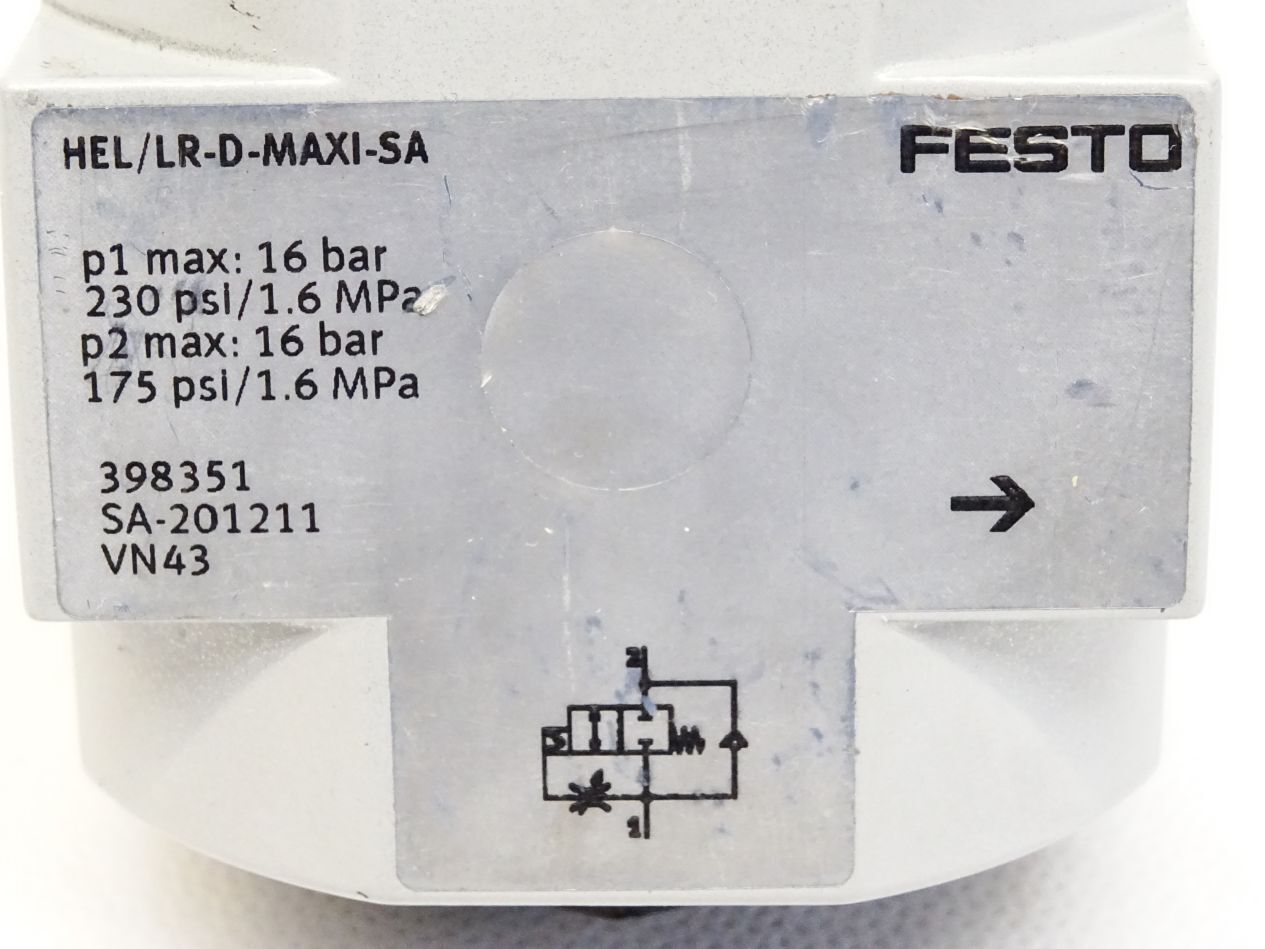 HEL/LR-D-MAXI-SA
FESTO
p1 max: 16 bar
230 psi/1.6 MPa
p2 max: 16 bar
175 psi/1.6 MPa
398351
SA-201211
VN43
2
1